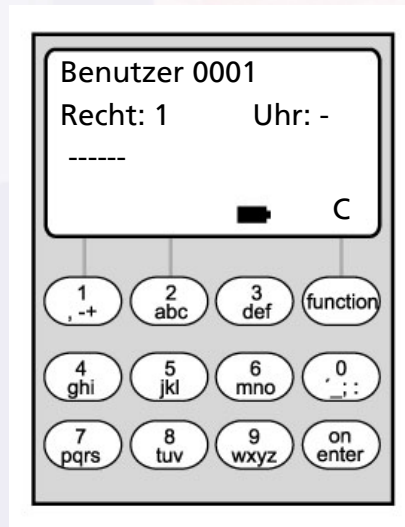 Benutzer 0001
Recht: 1 Uhr: -
------
C
1 2 3 function
, -+ abc def
4 5 6 0
ghi jkl mno ´_; :
7 8 9 on
pqrs tuv wxyz enter